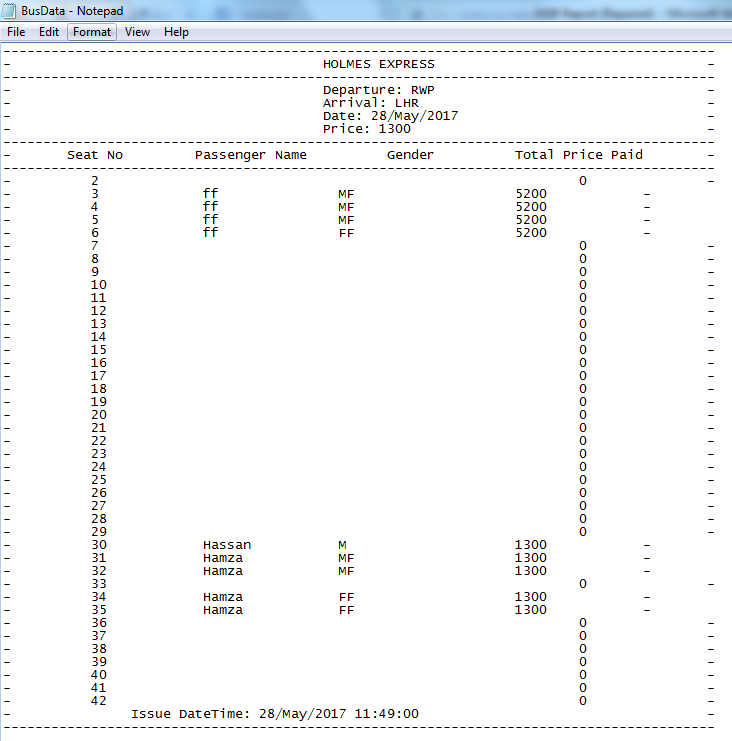 BusData - Notepad
File Edit Format View Help
-----------------------------------------------------------------------------------------
- HOLMES EXPRESS -
-----------------------------------------------------------------------------------------
- Departure: RWP -
- Arrival: LHR -
- Date: 28/May/2017 -
- Price: 1300 -
-----------------------------------------------------------------------------------------
- Seat No Passenger Name Gender Total Price Paid -
-----------------------------------------------------------------------------------------
- 2 0 -
- 3 ff MF 5200 -
- 4 ff MF 5200 -
- 5 ff MF 5200 -
- 6 ff FF 5200 -
- 7 0 -
- 8 0 -
- 9 0 -
- 10 0 -
- 11 0 -
- 12 0 -
- 13 0 -
- 14 0 -
- 15 0 -
- 16 0 -
- 17 0 -
- 18 0 -
- 19 0 -
- 20 0 -
- 21 0 -
- 22 0 -
- 23 0 -
- 24 0 -
- 25 0 -
- 26 0 -
- 27 0 -
- 28 0 -
- 29 0 -
- 30 Hassan M 1300 -
- 31 Hamza MF 1300 -
- 32 Hamza MF 1300 -
- 33 0 -
- 34 Hamza FF 1300 -
- 35 Hamza FF 1300 -
- 36 0 -
- 37 0 -
- 38 0 -
- 39 0 -
- 40 0 -
- 41 0 -
- 42 0 -
- Issue DateTime: 28/May/2017 11:49:00 -
-----------------------------------------------------------------------------------------